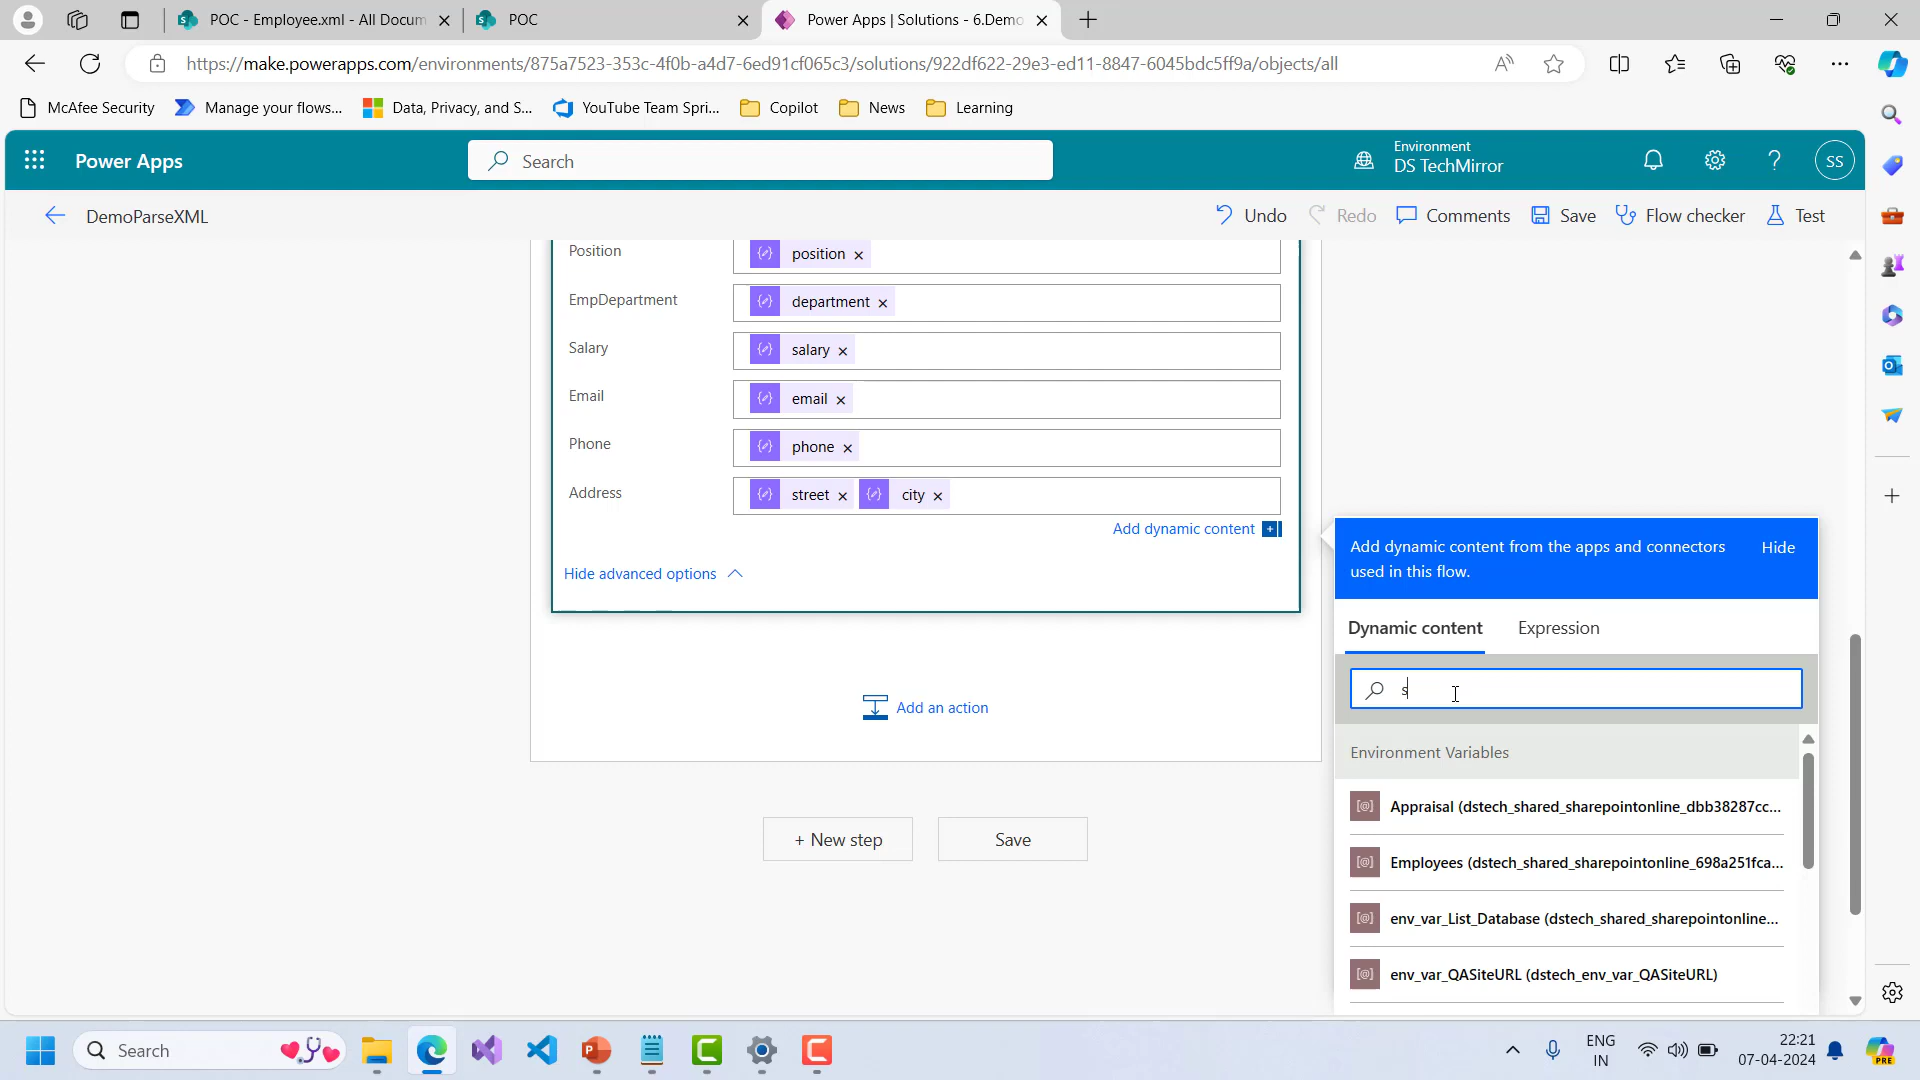 POC - Employee.xml - All Docum
POC
Power Apps | Solutions - 6.Demo
https://make.powerapps.com/environments/875a7523-353c-4f0b-a4d7-6ed91cf065c3/solutions/922df622-29e3-ed11-8847-6045bdc5ff9a/objects/all
McAfee Security
Manage your flows...
Data, Privacy, and S...
YouTube Team Spri...
Copilot
News
Learning
Power Apps
Search
Environment
DS TechMirror
SS
DemoParseXML
Undo
Redo
Comments
Save
Flow checker
Test
Position
position
EmpDepartment
department
Salary
salary
Email
email
Phone
phone
Address
street
city
Add dynamic content
Hide advanced options
Add an action
+ New step
Save
Add dynamic content from the apps and connectors
used in this flow.
Hide
Dynamic content
Expression
s
Environment Variables
Appraisal (dstech_shared_sharepointonline_dbb38287cc...
Employees (dstech_shared_sharepointonline_698a251fca...
env_var_List_Database (dstech_shared_sharepointonline...
env_var_QASiteURL (dstech_env_var_QASiteURL)
Search
ENG
IN
22:21
07-04-2024
PRE